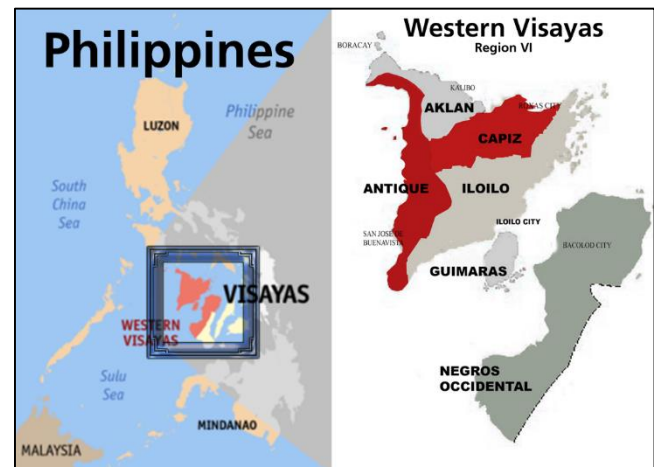 Philippines
Philippine
Sea
LUZON
South
China
Sea
VISAYAS
WESTERN
VISAYAS
Sulu
Sea
MINDANAO
MALAYSIA
Western Visayas
Region VI
BORACAY
KALIBO
AKLAN
ROXAS CITY
CAPIZ
ANTIQUE
ILOILO
ILOILO CITY
SAN JOSE DE
BUENAVISTA
GUIMARAS
BACOLOD CITY
NEGROS
OCCIDENTAL